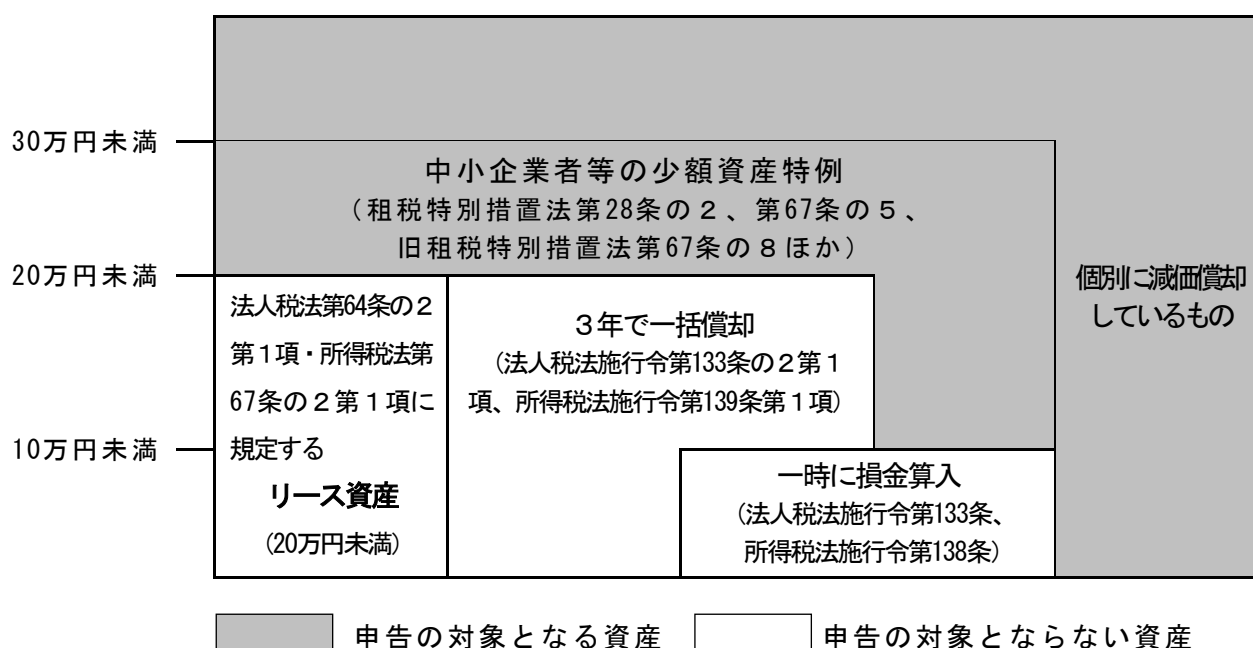 30万円未満
中小企業者等の少額資産特例
（租税特別措置法第28条の２、第67条の５、
旧租税特別措置法第67条の８ほか）
20万円未満
個別に減価償却
しているもの
法人税法第64条の２
第１項・所得税法第
67条の２第１項に
規定する
リース資産
(20万円未満)
３年で一括償却
(法人税法施行令第133条の２第１
項、所得税法施行令第139条第１項)
10万円未満
一時に損金算入
(法人税法施行令第133条、
所得税法施行令第138条)
申告の対象となる資産
申告の対象とならない資産